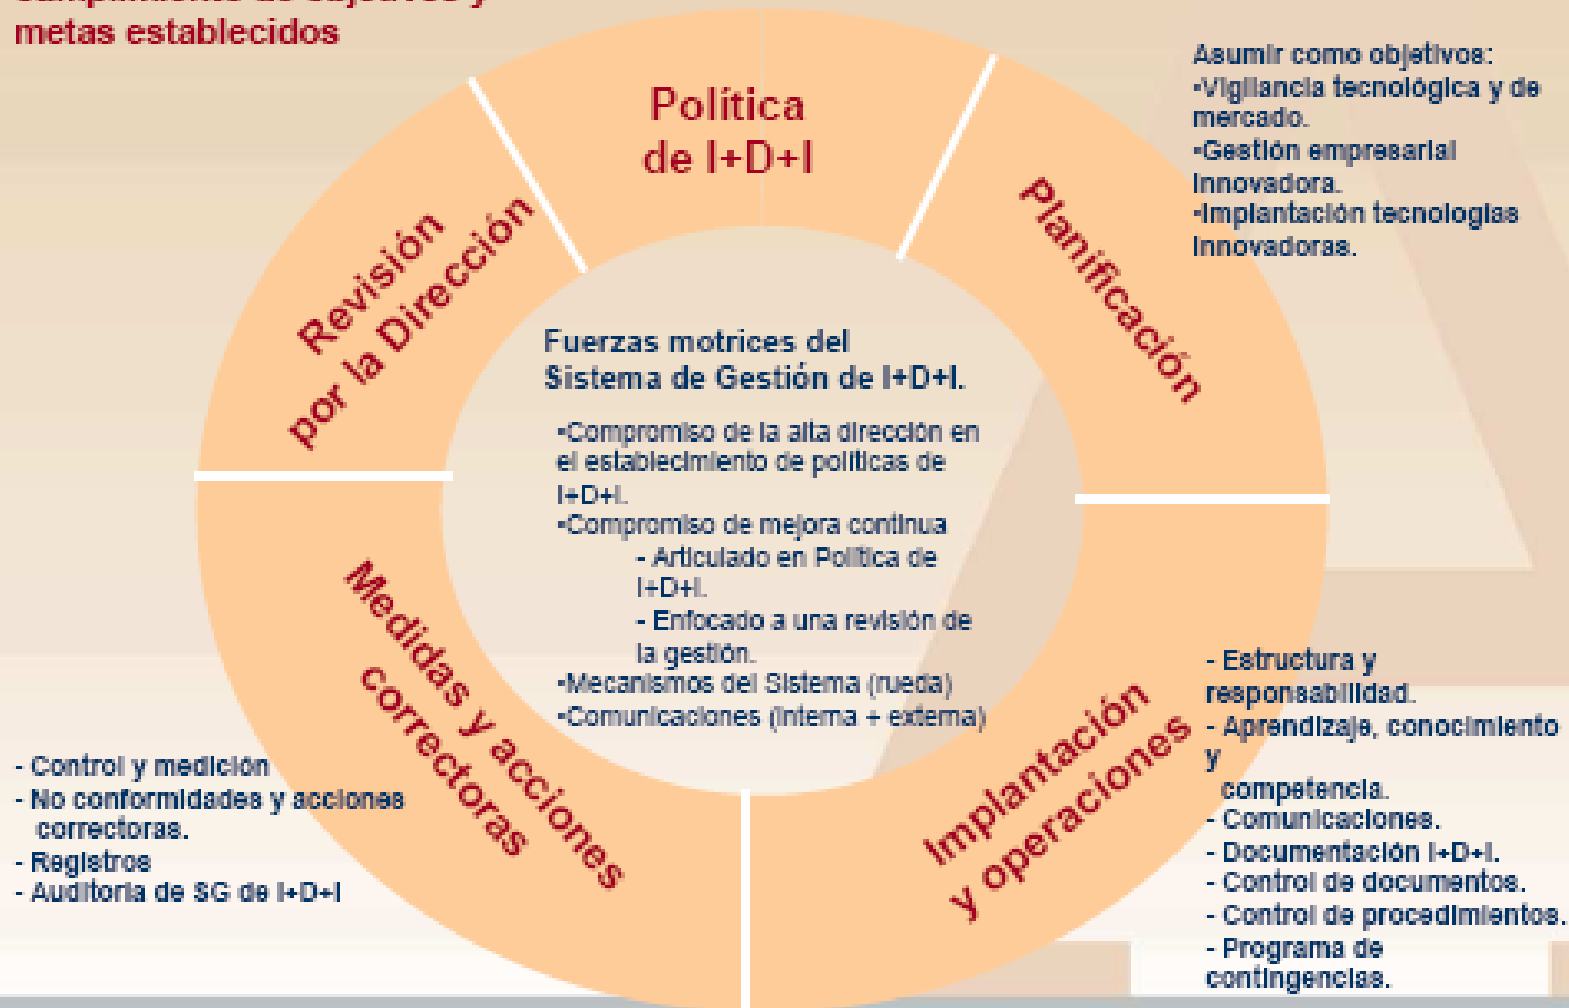 metas establecidos
Política
de I+D+I
Asumir como objetivos:
•Vigilancia tecnológica y de
mercado.
•Gestión empresarial
Innovadora.
•Implantación tecnologías
Innovadoras.
Planificación
Revisión
por la Dirección
Fuerzas motrices del
Sistema de Gestión de I+D+I.
•Compromiso de la alta dirección en
el establecimiento de políticas de
I+D+I.
•Compromiso de mejora continua
- Articulado en Política de
I+D+I.
- Enfocado a una revisión de
la gestión.
•Mecanismos del Sistema (rueda)
•Comunicaciones (Interna + externa)
Medidas y acciones
correctoras
- Control y medición
- No conformidades y acciones
correctoras.
- Registros
- Auditoria de SG de I+D+I
Implantación
y operaciones
- Estructura y
responsabilidad.
- Aprendizaje, conocimiento
y
competencia.
- Comunicaciones.
- Documentación I+D+I.
- Control de documentos.
- Control de procedimientos.
- Programa de
contingencias.